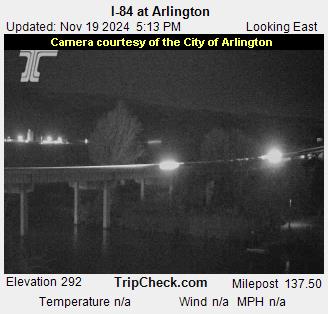 I-84 at Arlington
Updated: Nov 19 2024 5:13 PM Looking East
Camera courtesy of the City of Arlington
Elevation 292 TripCheck.com Milepost 137.50
Temperature n/a Wind n/a MPH n/a